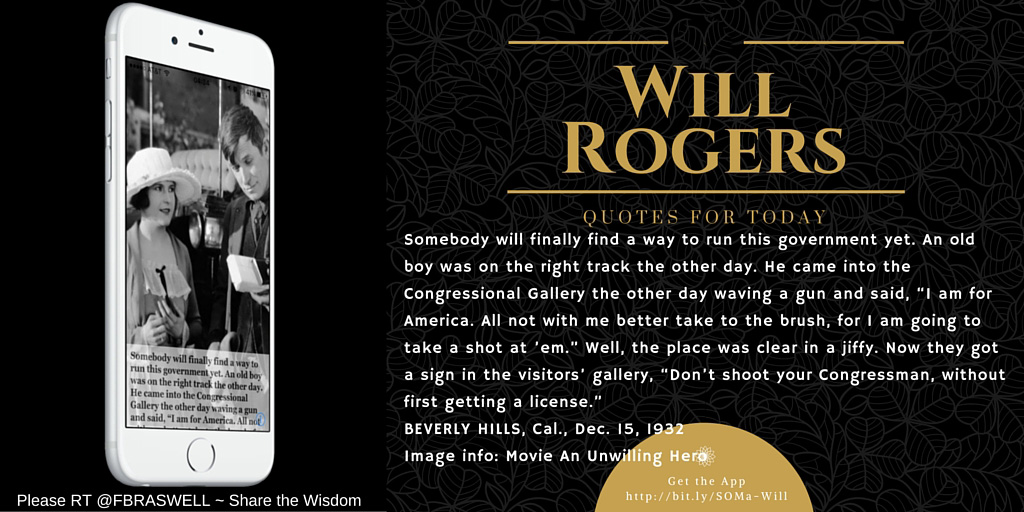 Somebody will finally find a way to
run this government yet. An old boy
was on the right track the other day.
He came into the Congressional
Gallery the other day waving a gun
and said, "I am for America. All not
Please RT @FBRASWELL ~ Share the Wisdom
WILL
ROGERS
QUOTES FOR TODAY
Somebody will finally find a way to run this government yet. An old
boy was on the right track the other day. He came into the
Congressional Gallery the other day waving a gun and said, "I am for
America. All not with me better take to the brush, for I am going to
take a shot at 'em." Well, the place was clear in a jiffy. Now they got
a sign in the visitors' gallery, "Don't shoot your Congressman, without
first getting a license."
BEVERLY HILLS, Cal., Dec. 15, 1932
Image info: Movie An Unwilling Hero
Get the App
http://bit.ly/SOMa-Will